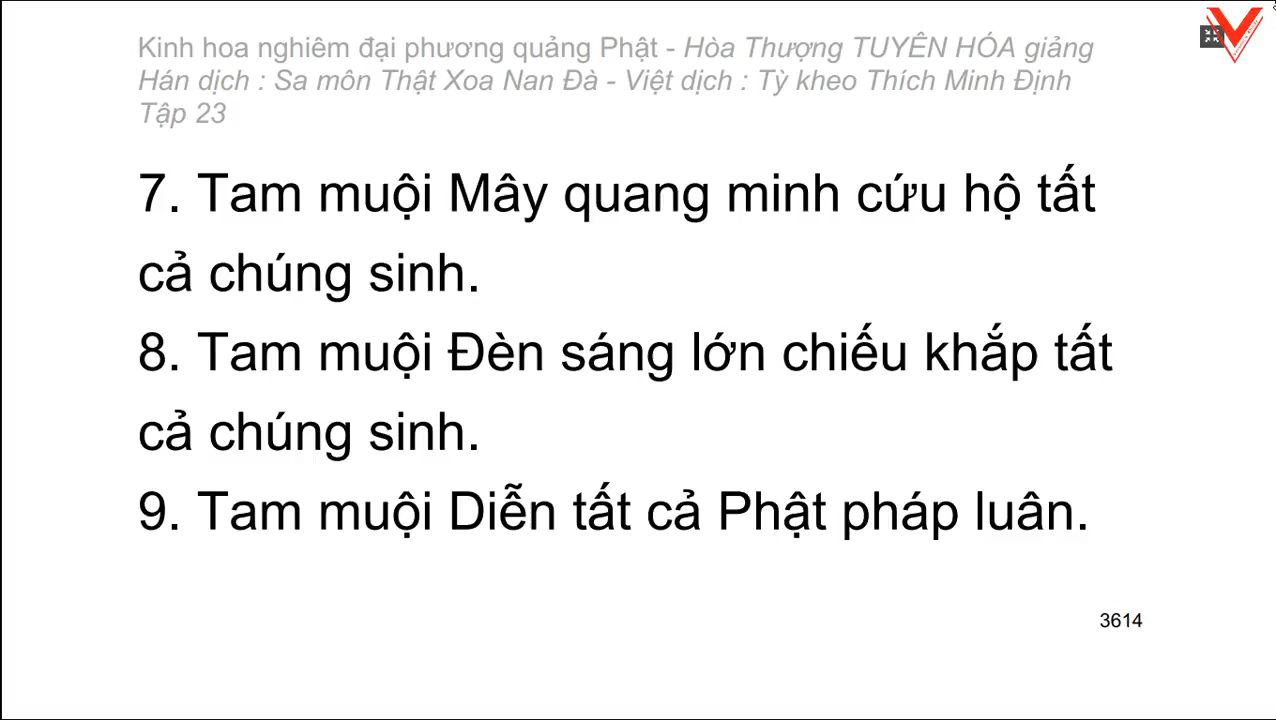 Kinh hoa nghiêm đại phương quảng Phật - Hòa Thượng TUYÊN HÓA giảng
Hán dịch : Sa môn Thật Xoa Nan Đà - Việt dịch : Tỳ kheo Thích Minh Định
Tập 23
7. Tam muội Mây quang minh cứu hộ tất
cả chúng sinh.
8. Tam muội Đèn sáng lớn chiếu khắp tất
cả chúng sinh.
9. Tam muội Diễn tất cả Phật pháp luân.
3614